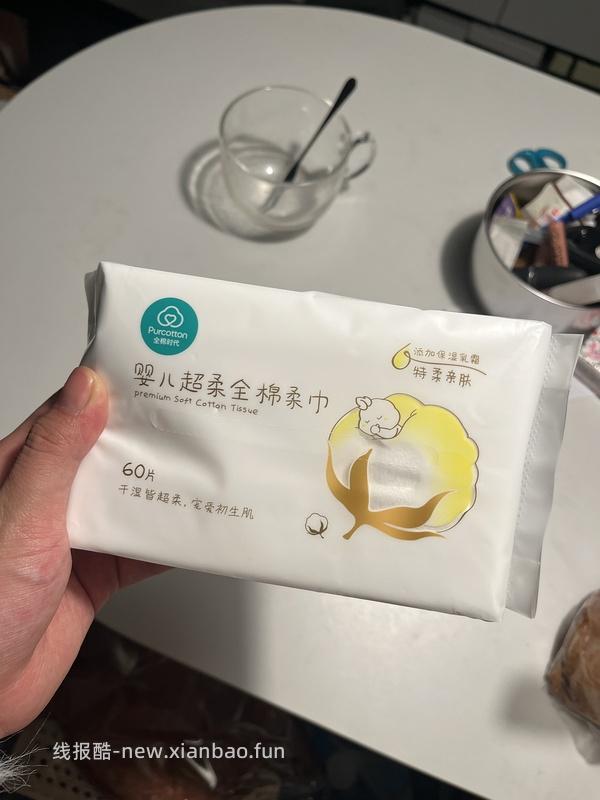 Purcotton
全棉时代
添加保湿乳霜
特柔亲肤
婴儿超柔全棉柔巾
premium Soft Cotton Tissue
60片
干湿皆超柔，宠爱初生肌
线报酷-new.xianbao.fun